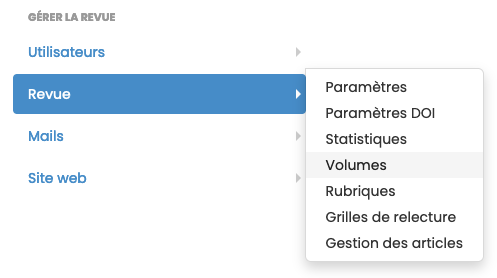 GÉRER LA REVUE
Utilisateurs
Revue
Mails
Site web
Paramètres
Paramètres DOI
Statistiques
Volumes
Rubriques
Grilles de relecture
Gestion des articles